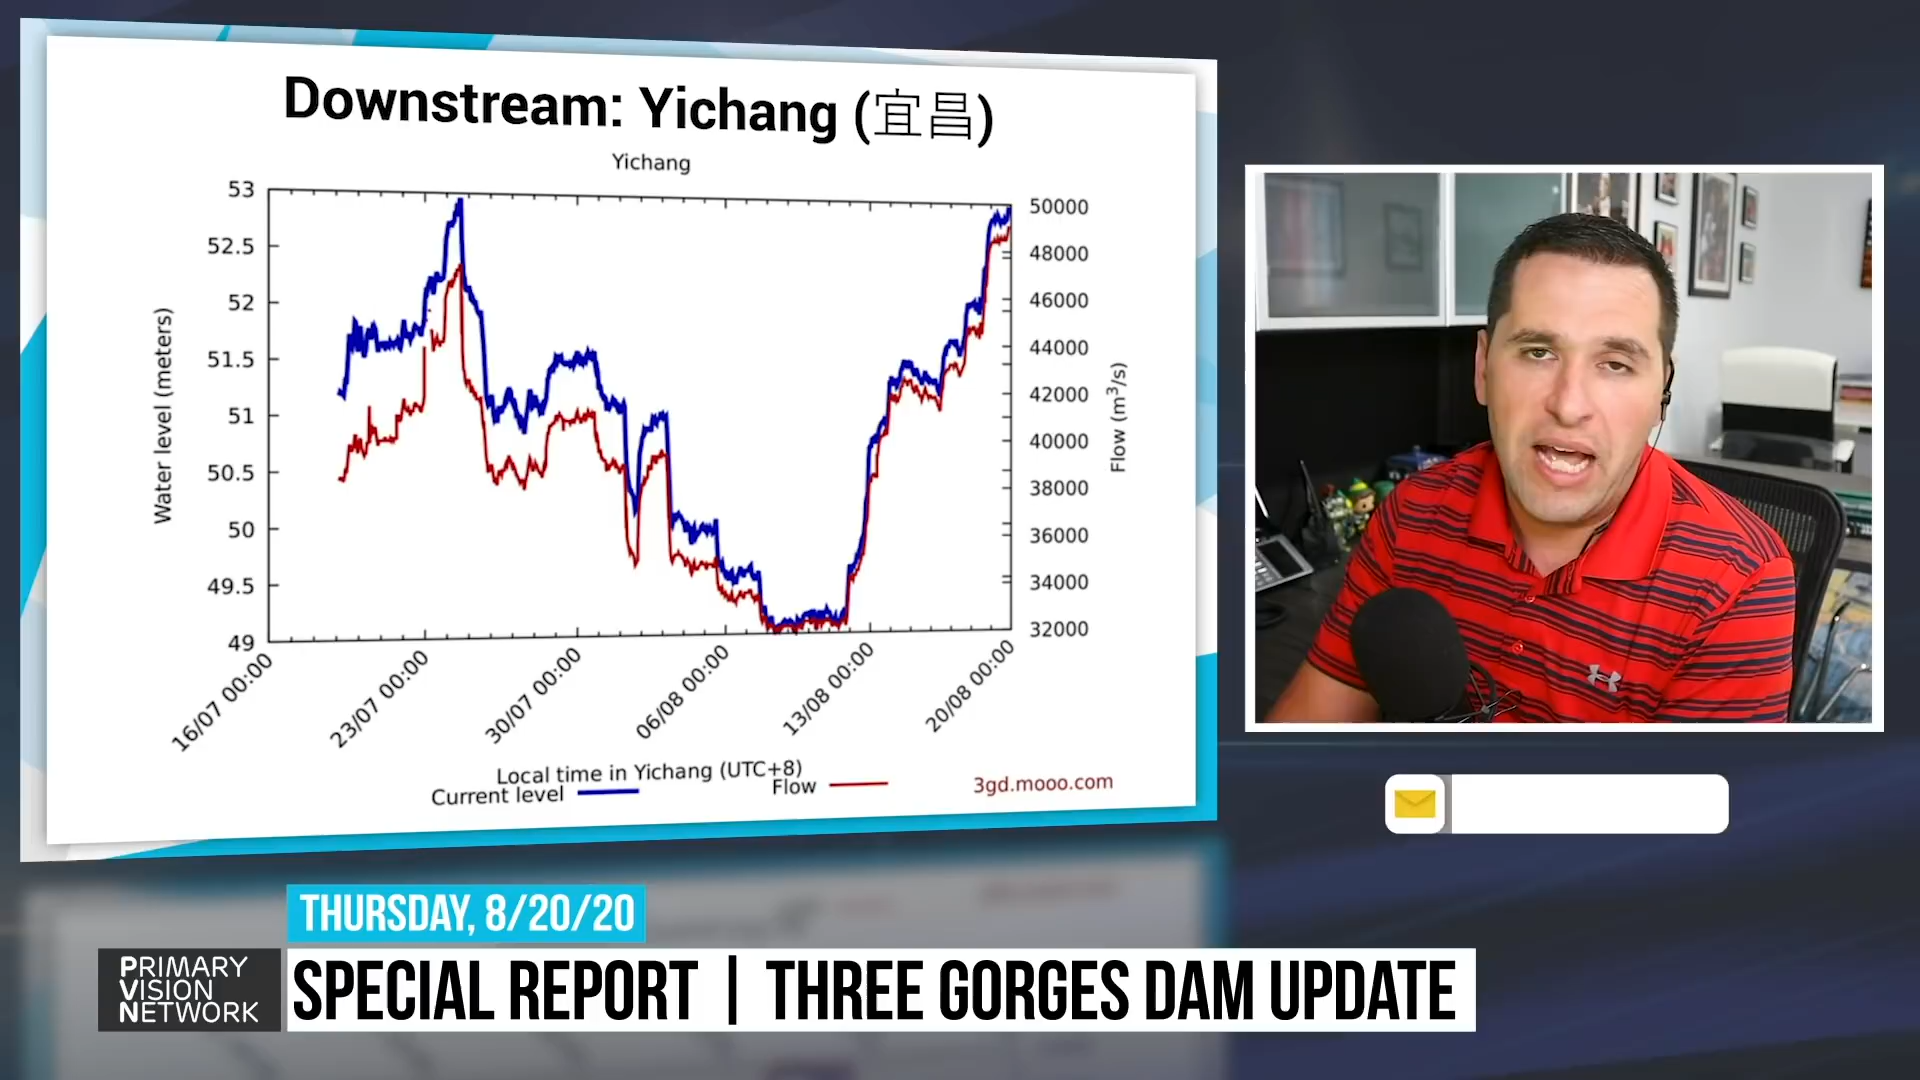 Downstream: Yichang (宜昌)
Yichang
53
52.5
52
51.5
51
50.5
50
49.5
49
Water level (meters)
50000
48000
46000
44000
42000
40000
38000
36000
34000
32000
Flow (m³/s)
16/07 00:00
23/07 00:00
30/07 00:00
06/08 00:00
13/08 00:00
20/08 00:00
Local time in Yichang (UTC+8)
Current level
Flow
3gd.mooo.com
THURSDAY, 8/20/20
PRIMARY
VISION
NETWORK
SPECIAL REPORT | THREE GORGES DAM UPDATE